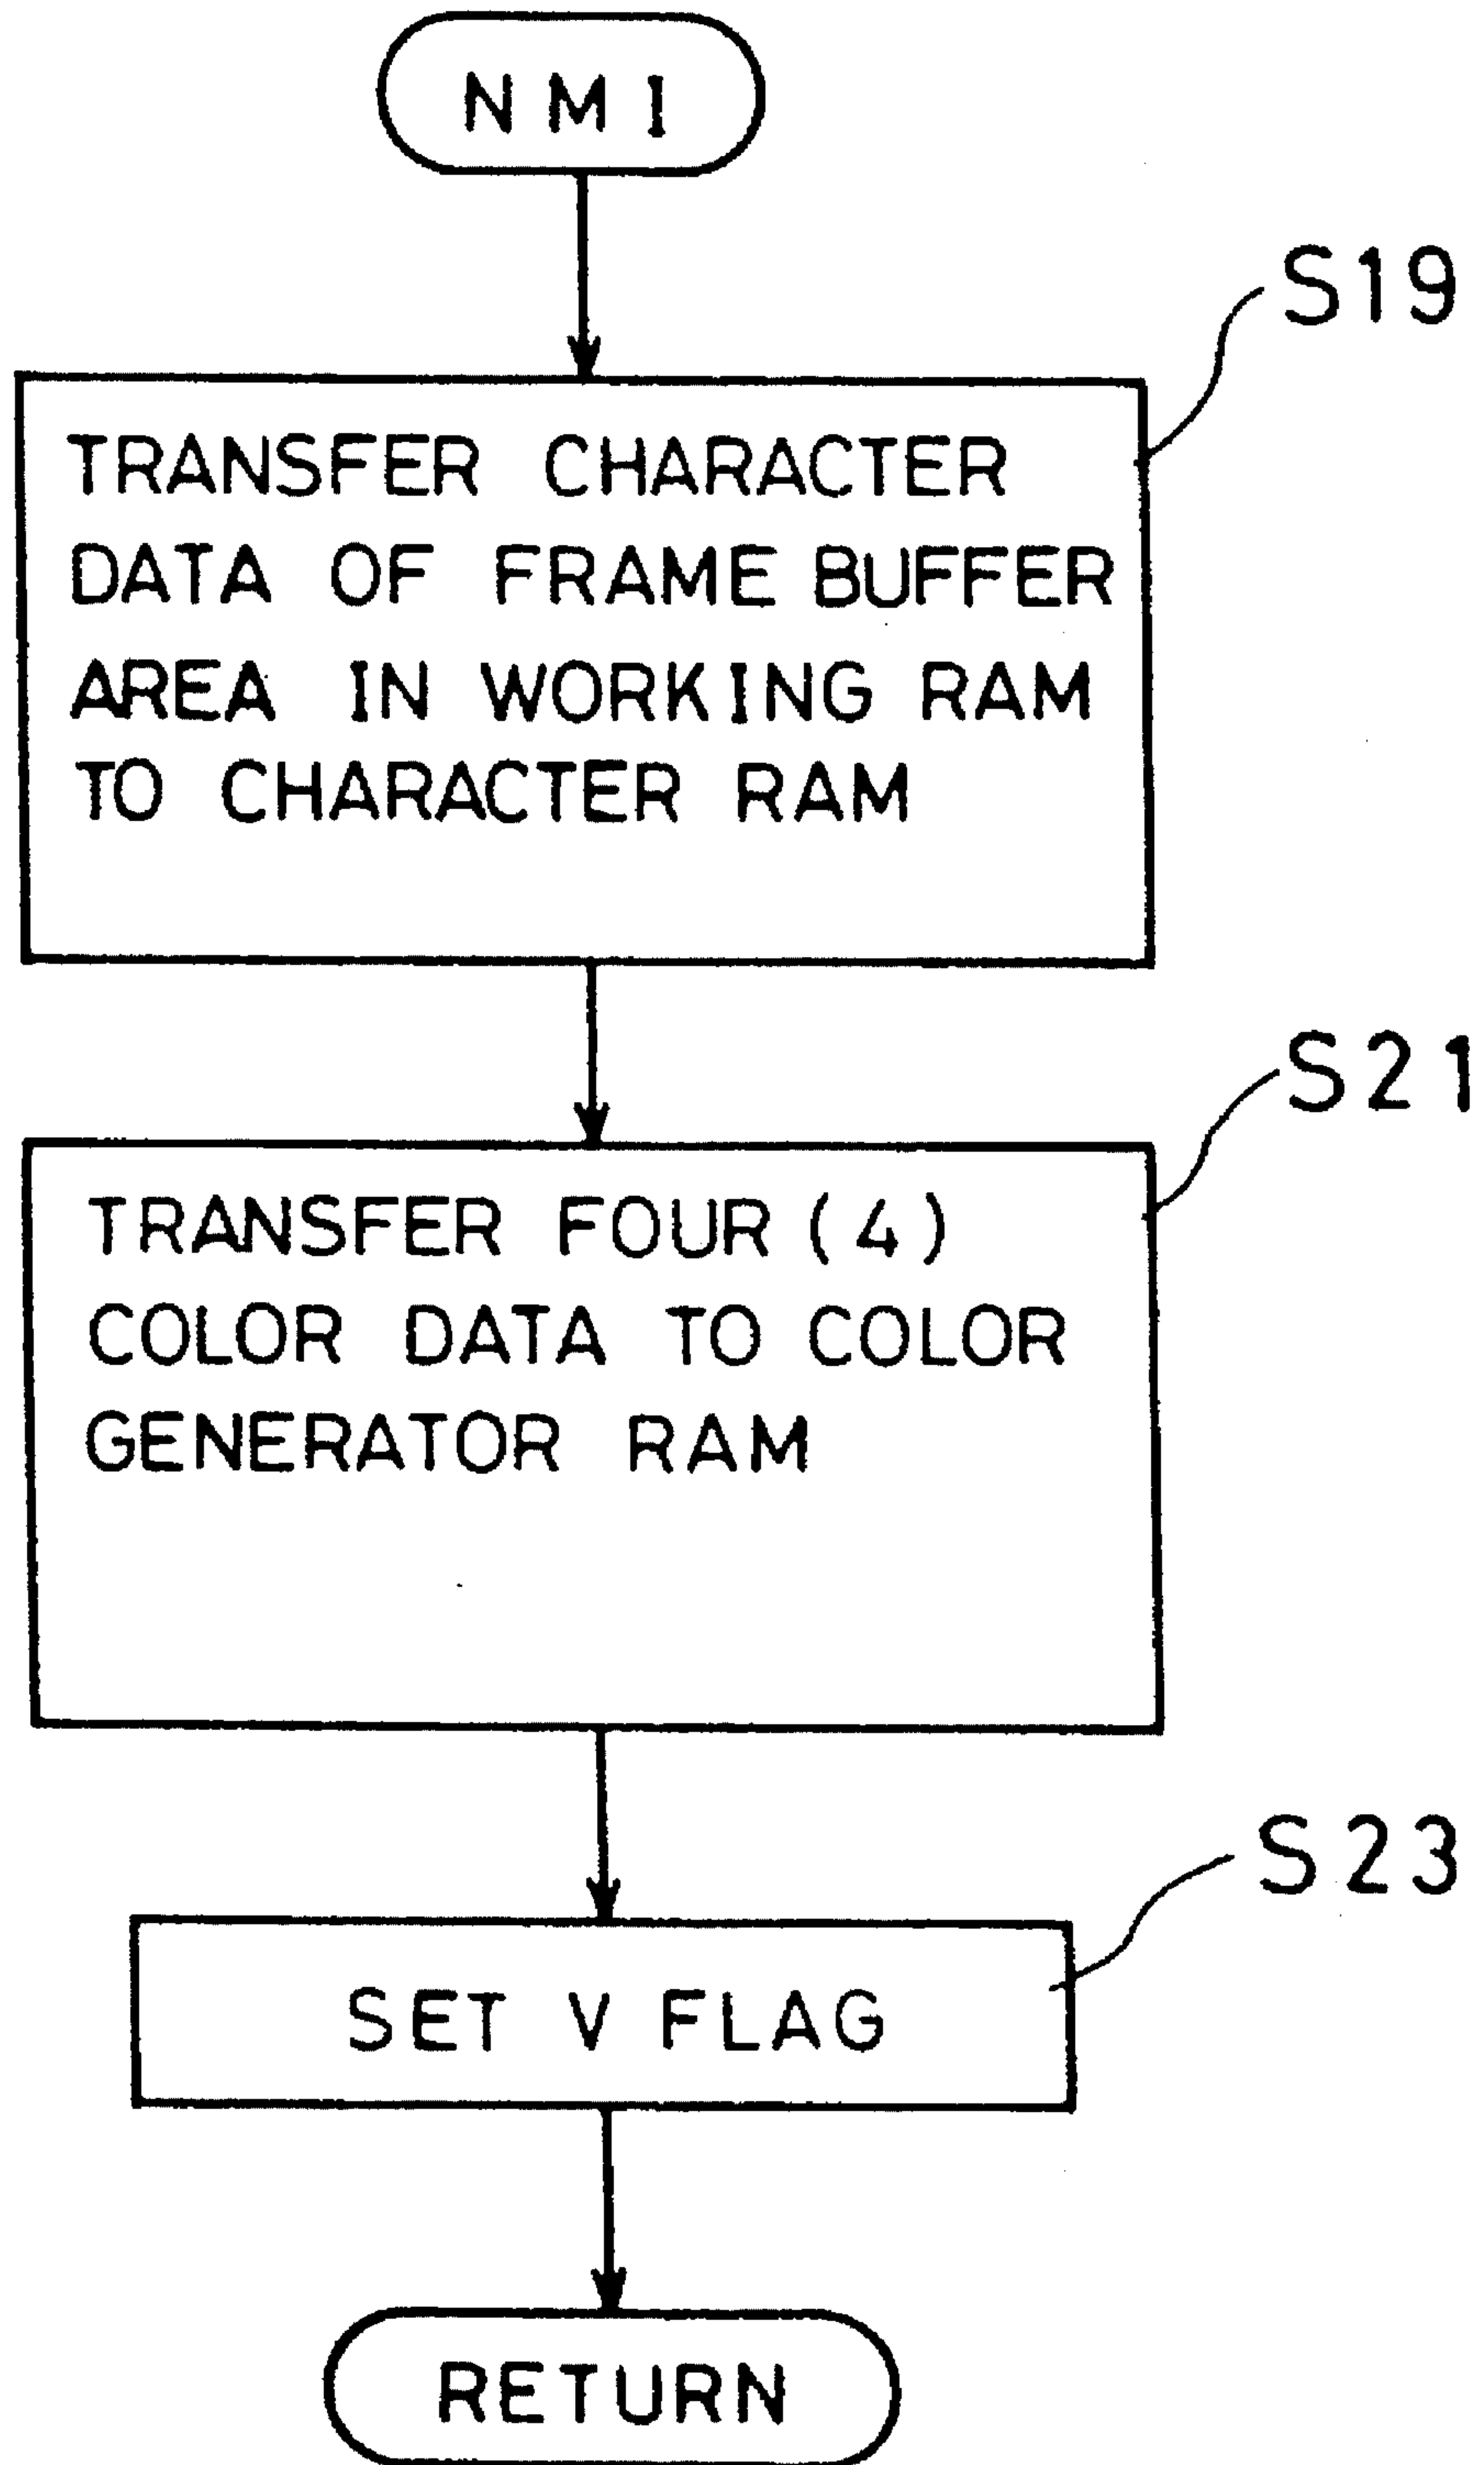 NMI
S19
TRANSFER CHARACTER
DATA OF FRAME BUFFER
AREA IN WORKING RAM
TO CHARACTER RAM
S21
TRANSFER FOUR (4)
COLOR DATA TO COLOR
GENERATOR RAM
S23
SET V FLAG
RETURN